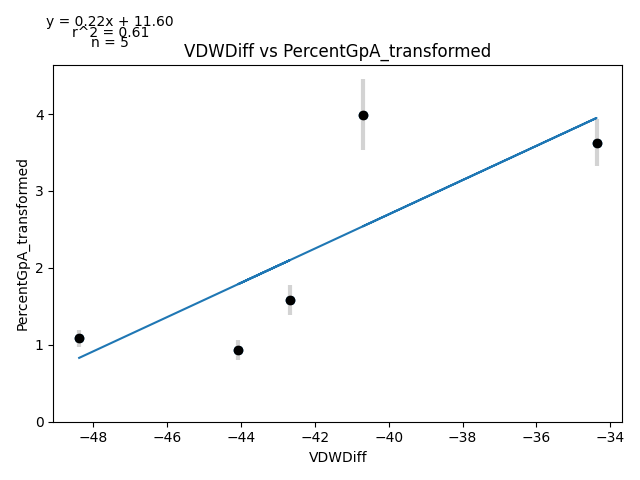 y = 0.22x + 11.60
r^2 = 0.61
n = 5
VDWDiff vs PercentGpA_transformed
PercentGpA_transformed
4
3
2
1
0
−48 −46 −44 −42 −40 −38 −36 −34
VDWDiff